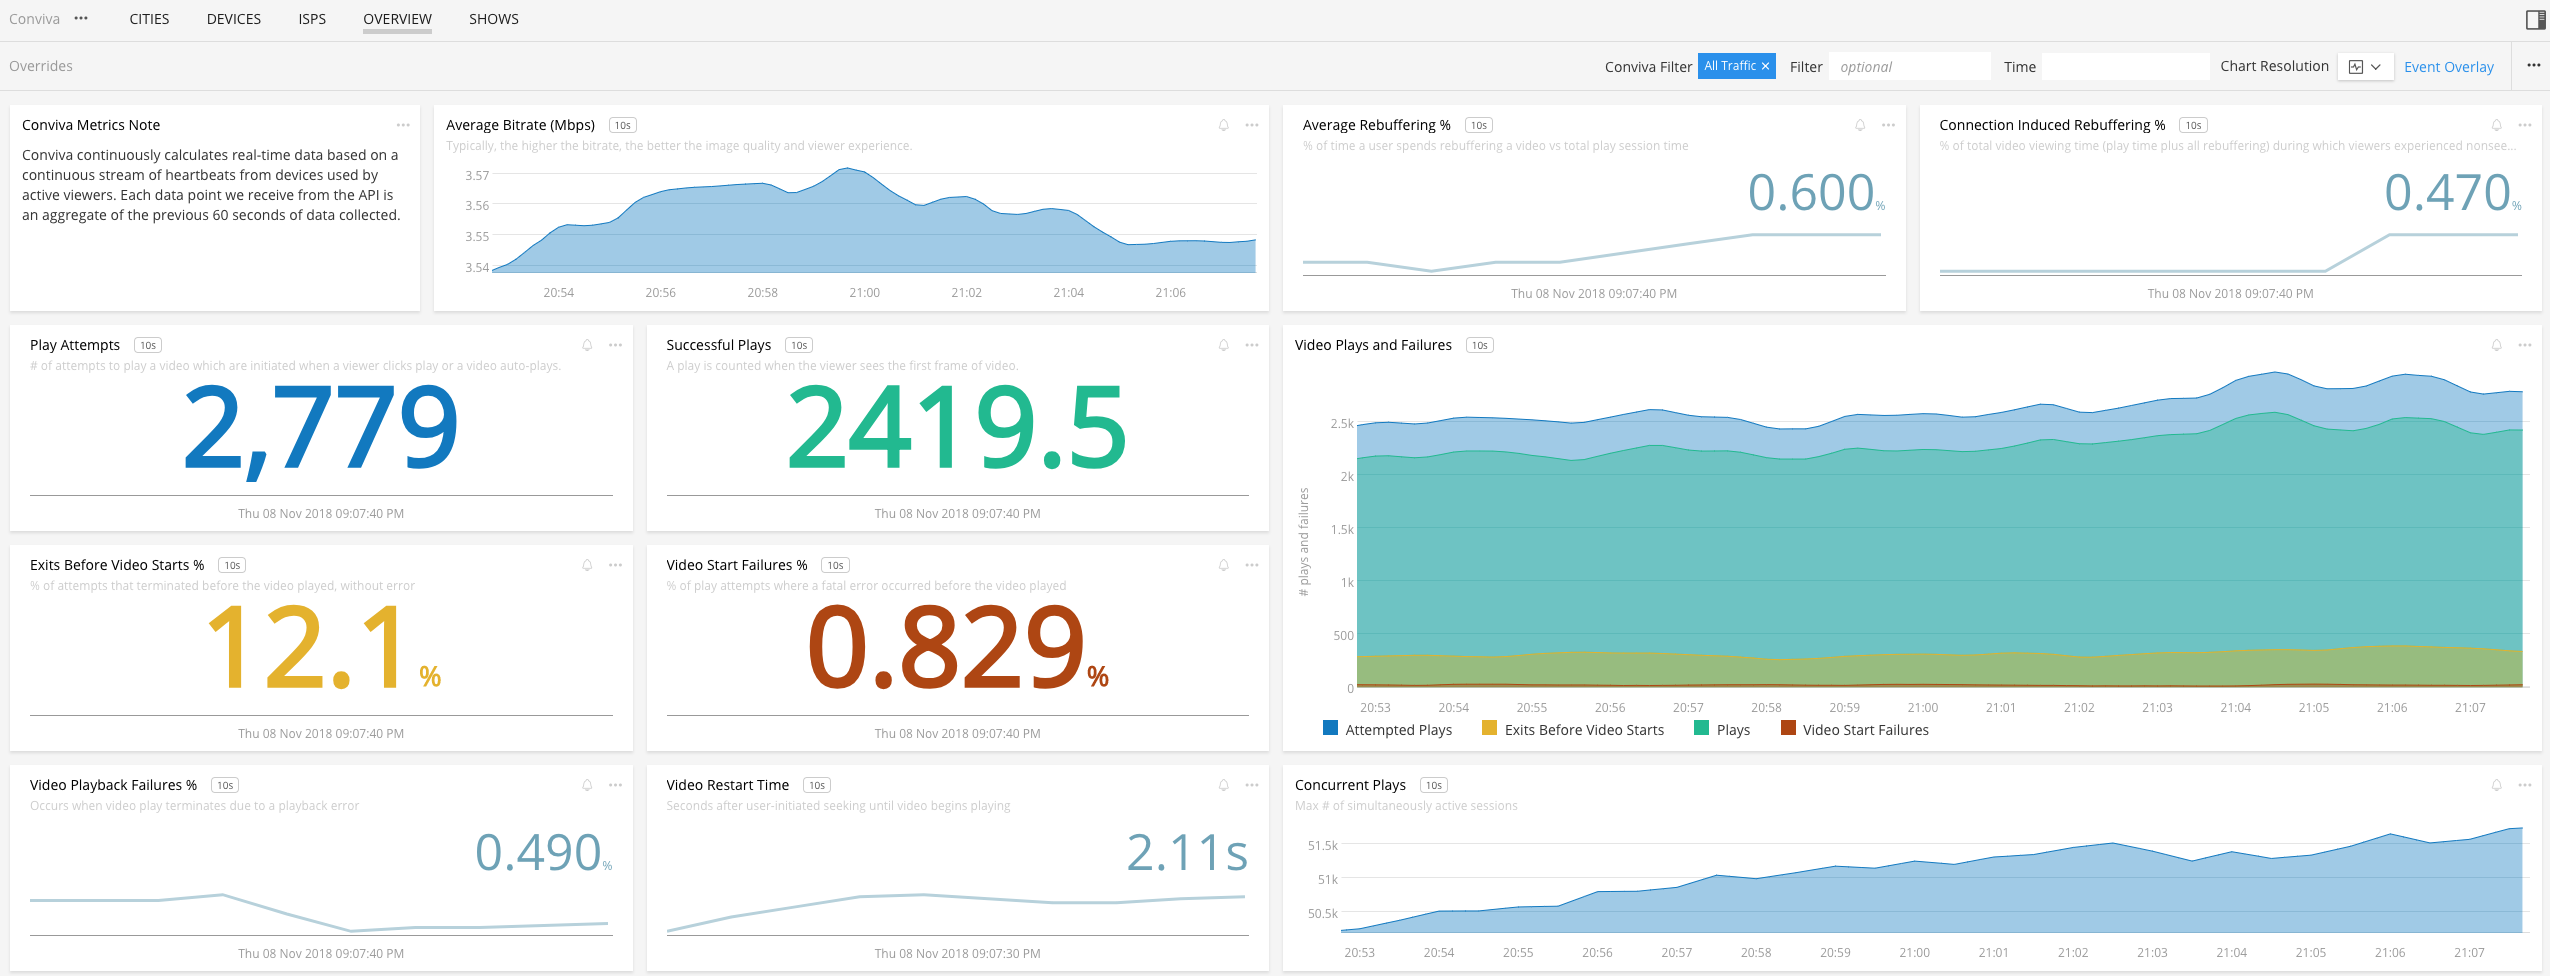 Conviva ••• CITIES DEVICES ISPS OVERVIEW SHOWS
Overrides Conviva Filter All Traffic × Filter optional Time Chart Resolution Event Overlay •••
Conviva Metrics Note
Conviva continuously calculates real-time data based on a
continuous stream of heartbeats from devices used by
active viewers. Each data point we receive from the API is
an aggregate of the previous 60 seconds of data collected.
Average Bitrate (Mbps) 10s
Typically, the higher the bitrate, the better the image quality and viewer experience.
3.57
3.56
3.55
3.54
20:54 20:56 20:58 21:00 21:02 21:04 21:06
Average Rebuffering % 10s
% of time a user spends rebuffering a video vs total play session time
0.600%
Thu 08 Nov 2018 09:07:40 PM
Connection Induced Rebuffering % 10s
% of total video viewing time (play time plus all rebuffering) during which viewers experienced nonsee...
0.470%
Thu 08 Nov 2018 09:07:40 PM
Play Attempts 10s
# of attempts to play a video which are initiated when a viewer clicks play or a video auto-plays.
2,779
Thu 08 Nov 2018 09:07:40 PM
Successful Plays 10s
A play is counted when the viewer sees the first frame of video.
2419.5
Thu 08 Nov 2018 09:07:40 PM
Video Plays and Failures 10s
# plays and failures
2.5k
2k
1.5k
1k
500
0
20:53 20:54 20:55 20:56 20:57 20:58 20:59 21:00 21:01 21:02 21:03 21:04 21:05 21:06 21:07
Attempted Plays Exits Before Video Starts Plays Video Start Failures
Exits Before Video Starts % 10s
% of attempts that terminated before the video played, without error
12.1%
Thu 08 Nov 2018 09:07:40 PM
Video Start Failures % 10s
% of play attempts where a fatal error occurred before the video played
0.829%
Thu 08 Nov 2018 09:07:40 PM
Video Playback Failures % 10s
Occurs when video play terminates due to a playback error
0.490%
Thu 08 Nov 2018 09:07:40 PM
Video Restart Time 10s
Seconds after user-initiated seeking until video begins playing
2.11s
Thu 08 Nov 2018 09:07:30 PM
Concurrent Plays 10s
Max # of simultaneously active sessions
51.5k
51k
50.5k
20:53 20:54 20:55 20:56 20:57 20:58 20:59 21:00 21:01 21:02 21:03 21:04 21:05 21:06 21:07